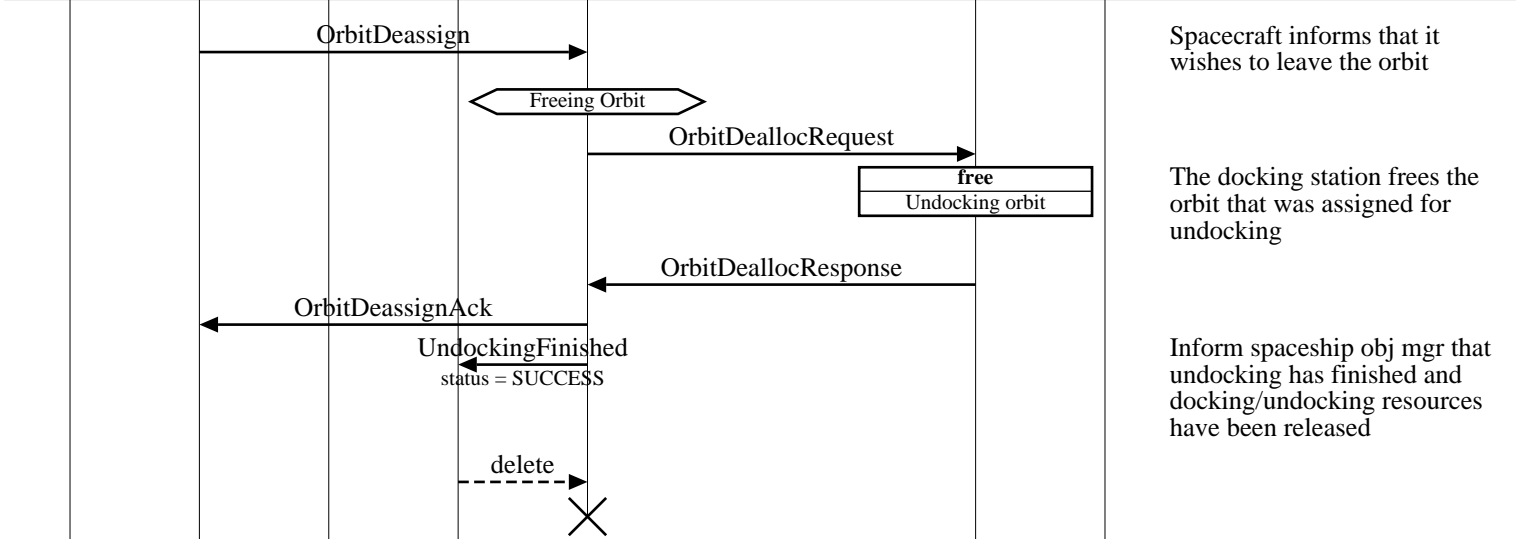 OrbitDeassign
Spacecraft informs that it
wishes to leave the orbit
Freeing Orbit
OrbitDeallocRequest
free
Undocking orbit
The docking station frees the
orbit that was assigned for
undocking
OrbitDeallocResponse
OrbitDeassignAck
UndockingFinished
status = SUCCESS
Inform spaceship obj mgr that
undocking has finished and
docking/undocking resources
have been released
delete